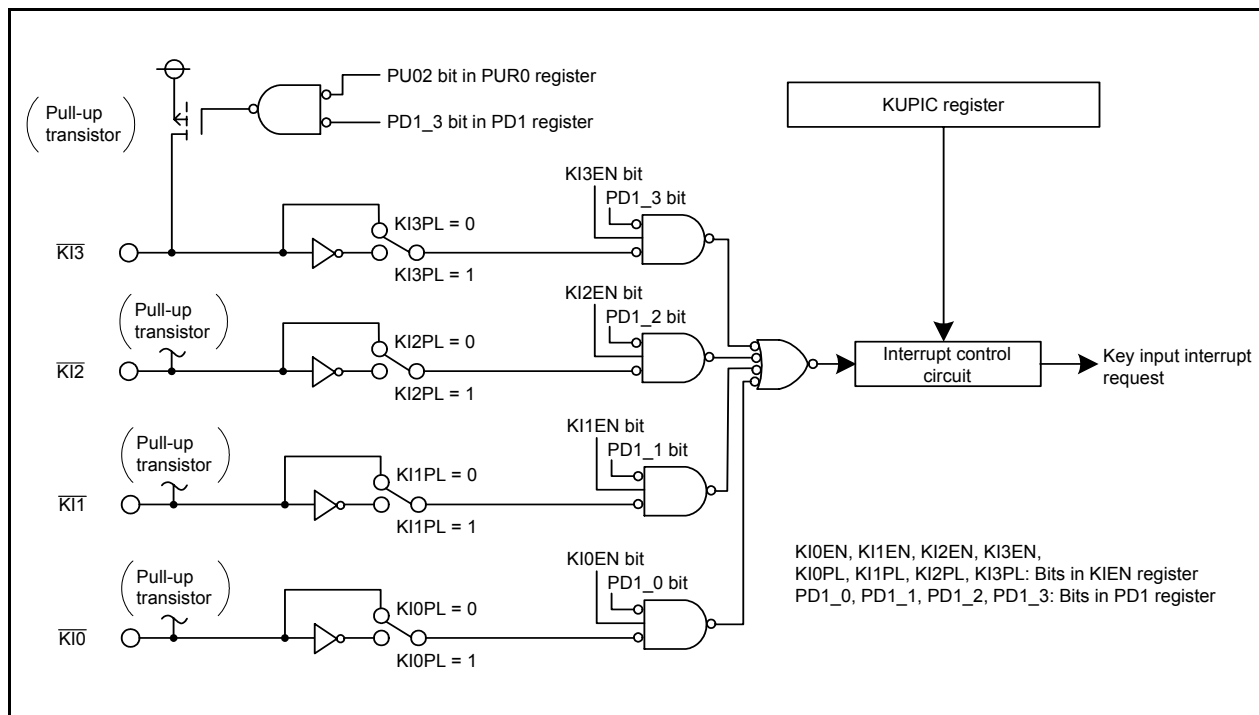 PU02 bit in PUR0 register
(Pull-up
transistor)
PD1_3 bit in PD1 register
KUPIC register
KI3EN bit
PD1_3 bit
KI3PL = 0
KI3
KI3PL = 1
(Pull-up
transistor)
KI2EN bit
PD1_2 bit
KI2PL = 0
KI2
KI2PL = 1
Interrupt control
circuit
Key input interrupt
request
(Pull-up
transistor)
KI1EN bit
PD1_1 bit
KI1PL = 0
KI1
KI1PL = 1
(Pull-up
transistor)
KI0EN bit
PD1_0 bit
KI0PL = 0
KI0
KI0PL = 1
KI0EN, KI1EN, KI2EN, KI3EN,
KI0PL, KI1PL, KI2PL, KI3PL: Bits in KIEN register
PD1_0, PD1_1, PD1_2, PD1_3: Bits in PD1 register